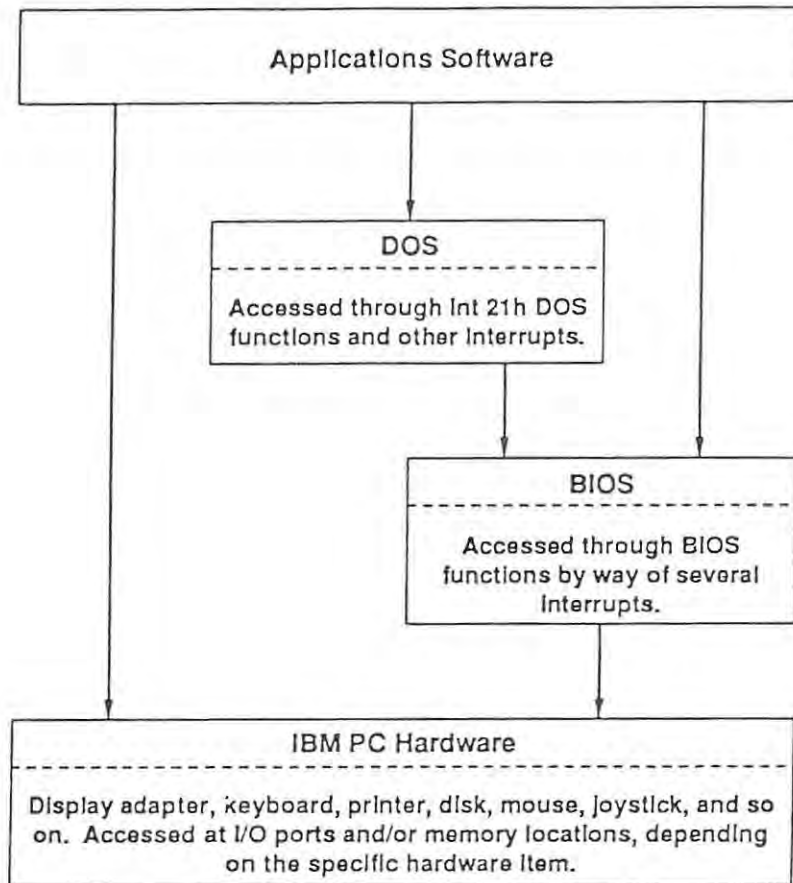 Applications Software
DOS
Accessed through Int 21h DOS
functions and other Interrupts.
BIOS
Accessed through BIOS
functions by way of several
Interrupts.
IBM PC Hardware
Display adapter, keyboard, printer, disk, mouse, joystick, and so
on. Accessed at I/O ports and/or memory locations, depending
on the specific hardware Item.